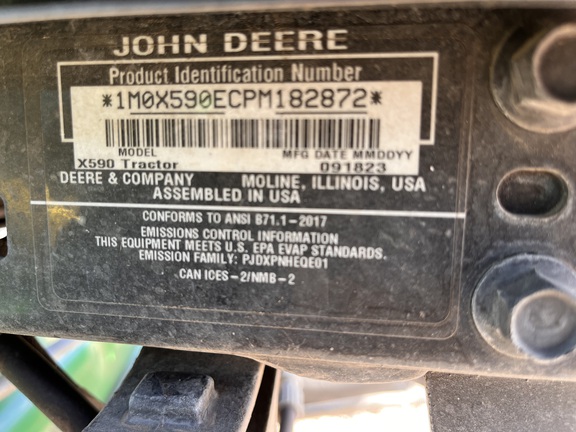 JOHN DEERE
Product Identification Number
*1M0X590ECPM182872*
MODEL MFG DATE MMDDYY
X590 Tractor 091823
DEERE & COMPANY MOLINE, ILLINOIS, USA
ASSEMBLED IN USA
CONFORMS TO ANSI B71.1-2017
EMISSIONS CONTROL INFORMATION
THIS EQUIPMENT MEETS U.S. EPA EVAP STANDARDS.
EMISSION FAMILY: PJDXPNHEQE01
CAN ICES-2/NMB-2